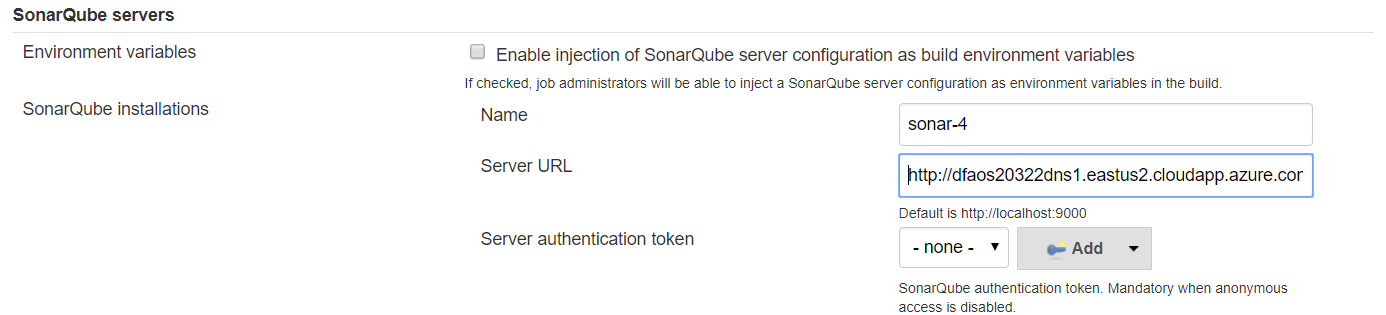 SonarQube servers
Environment variables
Enable injection of SonarQube server configuration as build environment variables
If checked, job administrators will be able to inject a SonarQube server configuration as environment variables in the build.
SonarQube installations
Name
sonar-4
Server URL
http://dfaos20322dns1.eastus2.cloudapp.azure.com
Default is http://localhost:9000
Server authentication token
- none -
Add
SonarQube authentication token. Mandatory when anonymous
access is disabled.